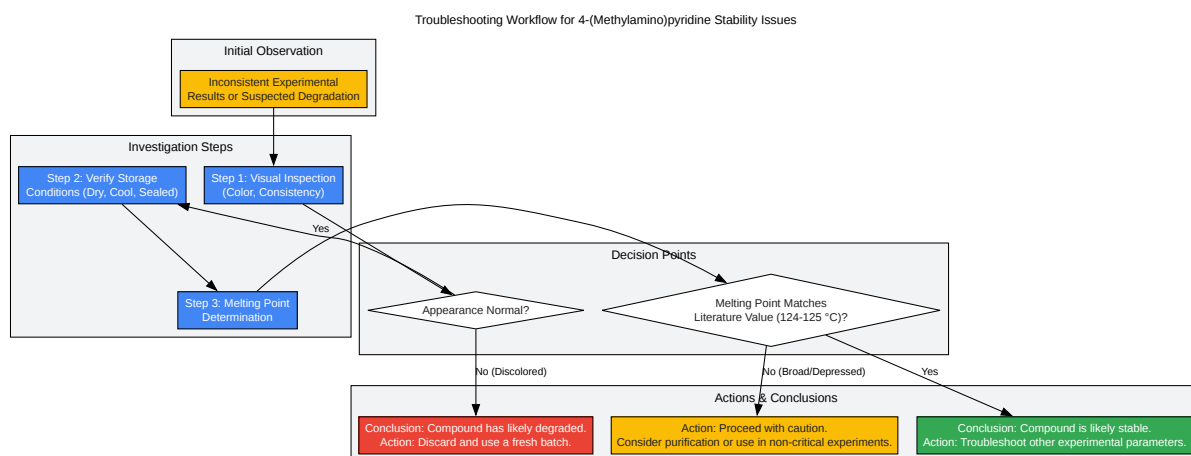 Troubleshooting Workflow for 4-(Methylamino)pyridine Stability Issues
Initial Observation
Inconsistent Experimental
Results or Suspected Degradation
Investigation Steps
Step 2: Verify Storage
Conditions (Dry, Cool, Sealed)
Step 1: Visual Inspection
(Color, Consistency)
Yes
Step 3: Melting Point
Determination
Decision Points
Appearance Normal?
Melting Point Matches
Literature Value (124-125 °C)?
No (Discolored)
No (Broad/Depressed)
Yes
Actions & Conclusions
Conclusion: Compound has likely degraded.
Action: Discard and use a fresh batch.
Action: Proceed with caution.
Consider purification or use in non-critical experiments.
Conclusion: Compound is likely stable.
Action: Troubleshoot other experimental parameters.